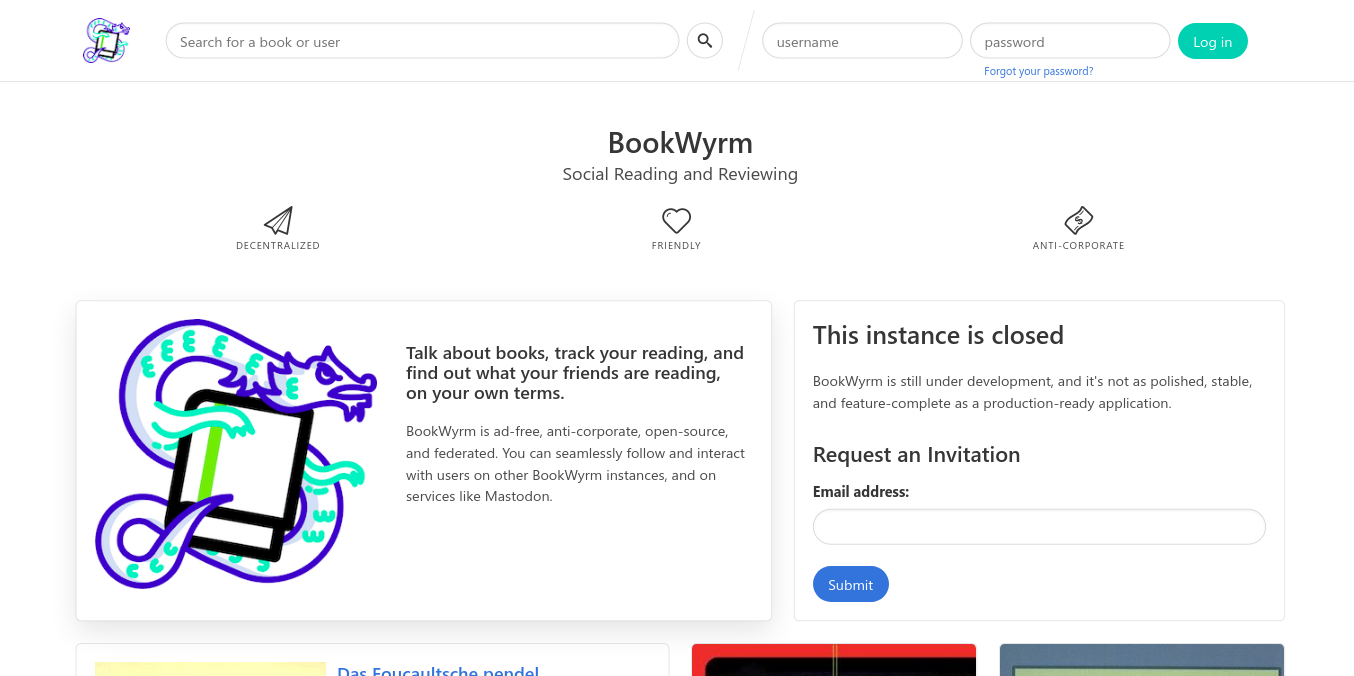 Search for a book or user
username
password
Log in
Forgot your password?
BookWyrm
Social Reading and Reviewing
DECENTRALIZED
FRIENDLY
ANTI-CORPORATE
Talk about books, track your reading, and
find out what your friends are reading,
on your own terms.
BookWyrm is ad-free, anti-corporate, open-source,
and federated. You can seamlessly follow and interact
with users on other BookWyrm instances, and on
services like Mastodon.
This instance is closed
BookWyrm is still under development, and it's not as polished, stable,
and feature-complete as a production-ready application.
Request an Invitation
Email address:
Submit
Das Foucaultsche pendel